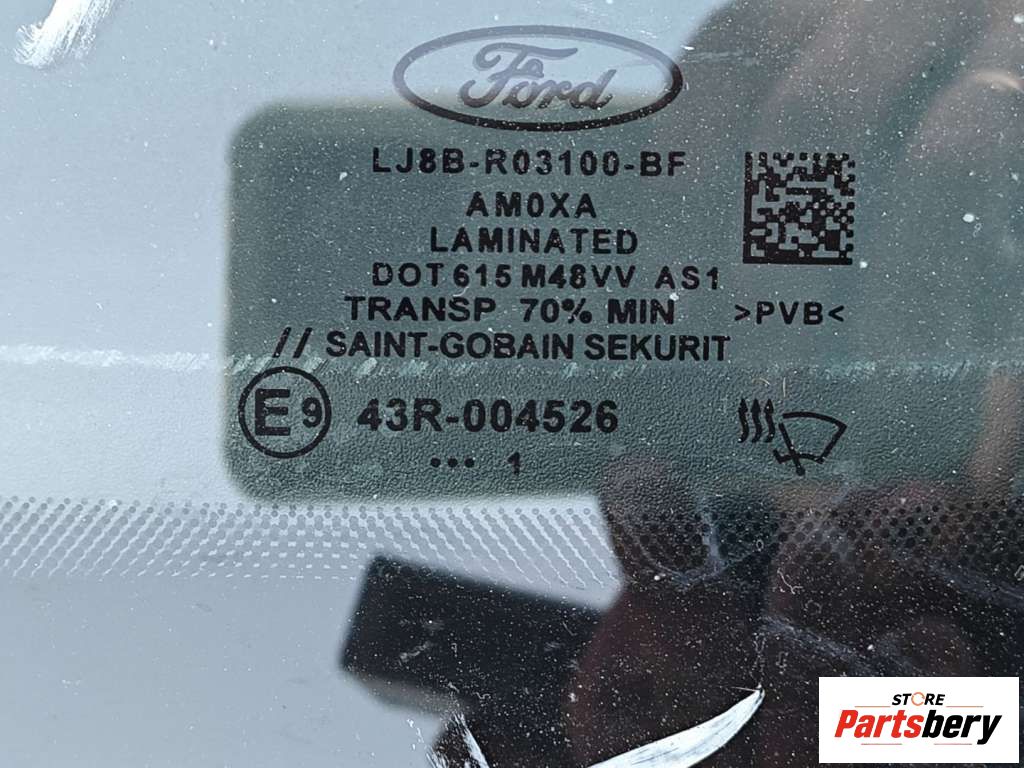 Ford
LJ8B-R03100-BF
AM0XA
LAMINATED
DOT 615 M48VV AS1
TRANSP 70% MIN >PVB<
// SAINT-GOBAIN SEKURIT
E9 43R-004526
••• 1
STORE
Partsbery